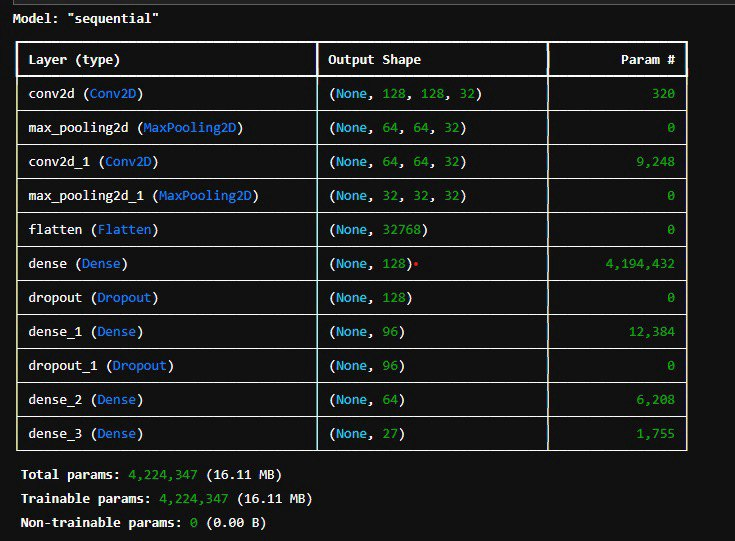 Model: "sequential"
Layer (type) Output Shape Param #
conv2d (Conv2D) (None, 128, 128, 32) 320
max_pooling2d (MaxPooling2D) (None, 64, 64, 32) 0
conv2d_1 (Conv2D) (None, 64, 64, 32) 9,248
max_pooling2d_1 (MaxPooling2D) (None, 32, 32, 32) 0
flatten (Flatten) (None, 32768) 0
dense (Dense) (None, 128) 4,194,432
dropout (Dropout) (None, 128) 0
dense_1 (Dense) (None, 96) 12,384
dropout_1 (Dropout) (None, 96) 0
dense_2 (Dense) (None, 64) 6,208
dense_3 (Dense) (None, 27) 1,755
Total params: 4,224,347 (16.11 MB)
Trainable params: 4,224,347 (16.11 MB)
Non-trainable params: 0 (0.00 B)